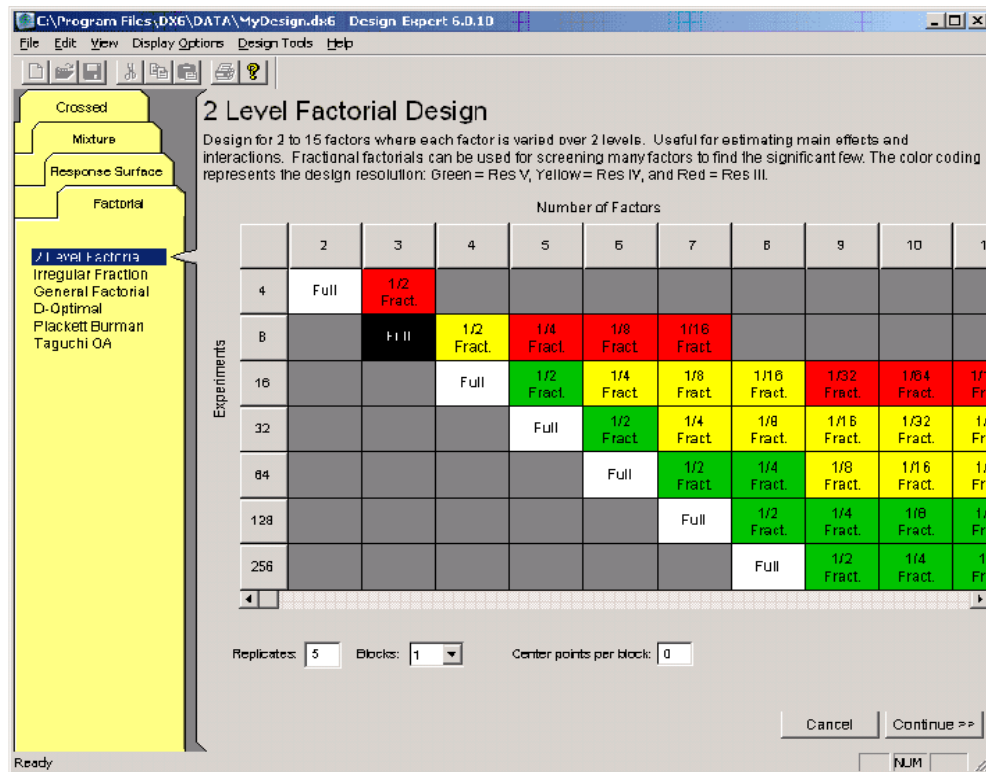 C:\Program Files\DX6\DATA\MyDesign.dx6 Design Expert 6.0.10
File Edit View Display Options Design Tools Help
Crossed
Mixture
Response Surface
Factorial
2 Level Factorial
Irregular Fraction
General Factorial
D-Optimal
Plackett Burman
Taguchi OA
2 Level Factorial Design
Design for 2 to 15 factors where each factor is varied over 2 levels. Useful for estimating main effects and
interactions. Fractional factorials can be used for screening many factors to find the significant few. The color coding
represents the design resolution: Green = Res V, Yellow = Res IV, and Red = Res III.
Number of Factors
2 3 4 5 6 7 8 9 10
Experiments
4 Full 1/2 Fract.
8 Full 1/2 Fract. 1/4 Fract. 1/8 Fract. 1/16 Fract.
16 Full 1/2 Fract. 1/4 Fract. 1/8 Fract. 1/16 Fract. 1/32 Fract. 1/64 Fract.
32 Full 1/2 Fract. 1/4 Fract. 1/8 Fract. 1/16 Fract. 1/32 Fract.
64 Full 1/2 Fract. 1/4 Fract. 1/8 Fract. 1/16 Fract.
128 Full 1/2 Fract. 1/4 Fract. 1/8 Fract.
256 Full 1/2 Fract. 1/4 Fract.
Replicates: 5 Blocks: 1 Center points per block: 0
Cancel Continue >>
Ready NUM